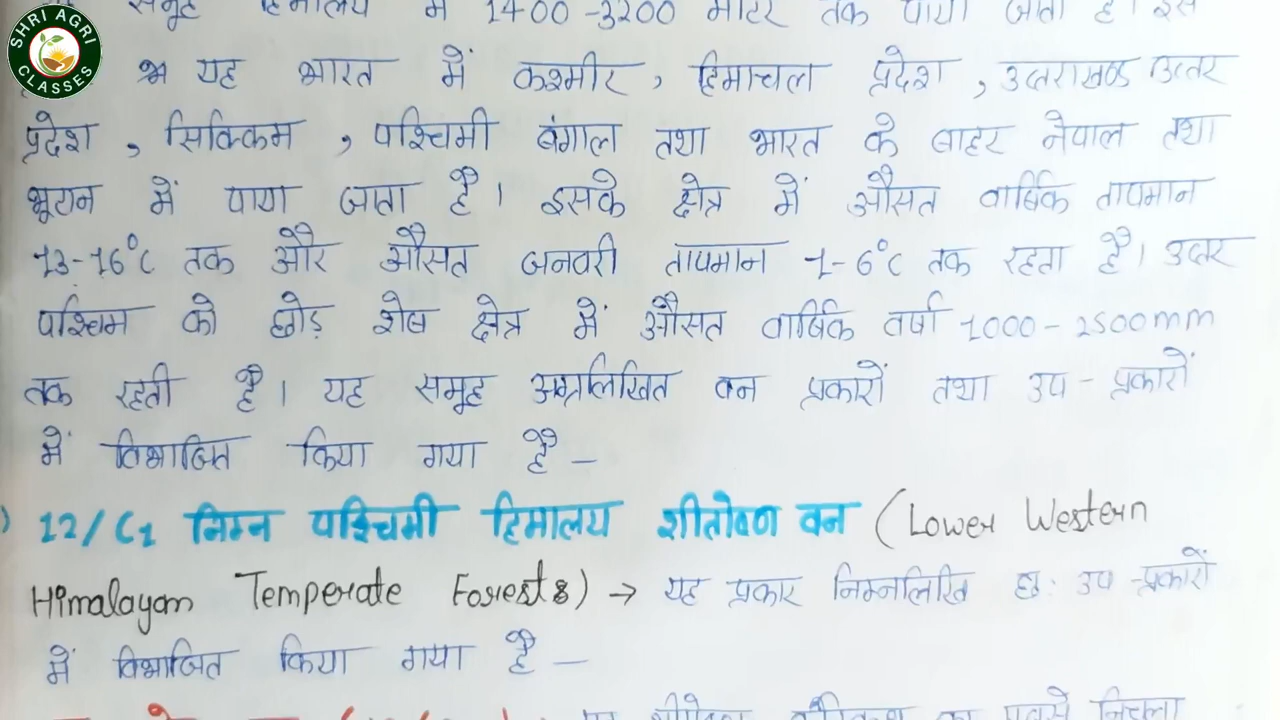 SHRI AGRI CLASSES
समूह हिमालय में 1400-3200 मीटर तक पाया जाता है। इस
यह भारत में कश्मीर, हिमाचल प्रदेश, उत्तराखण्ड उत्तर
प्रदेश, सिक्किम, पश्चिमी बंगाल तथा भारत के बाहर नेपाल तथा
भूटान में पाया जाता है। इसके क्षेत्र में औसत वार्षिक तापमान
13-16°C तक और औसत जनवरी तापमान 1-6°C तक रहता है। उत्तर
पश्चिम को छोड़ शेष क्षेत्र में औसत वार्षिक वर्षा 1000-2500mm
तक रहती है। यह समूह अग्रलिखित वन प्रकारों तथा उप-प्रकारों
में विभाजित किया गया है –
) 12/C1 निम्न पश्चिमी हिमालय शीतोष्ण वन (Lower Western
Himalayan Temperate Forests) → यह प्रकार निम्नलिखि छः उप-प्रकारों
में विभाजित किया गया है –